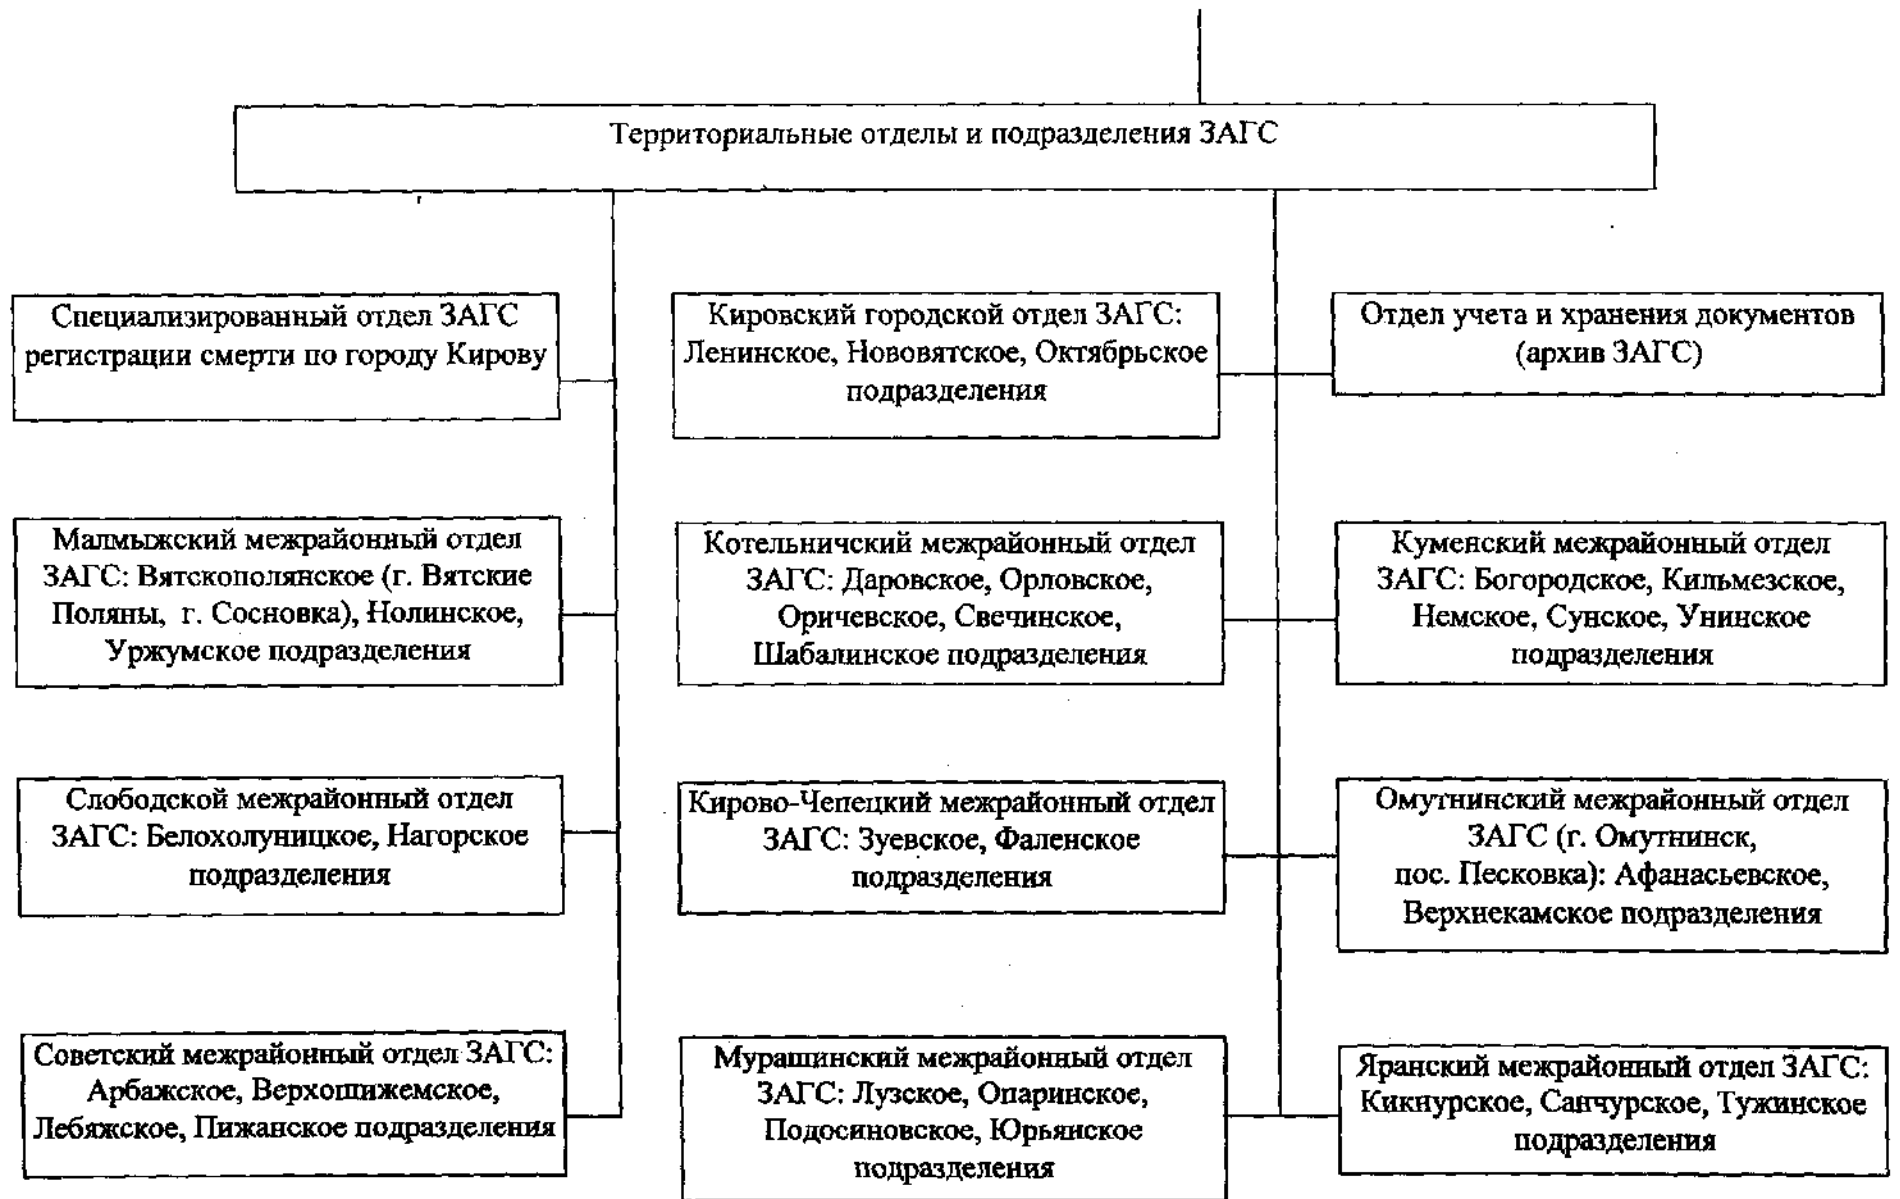 Территориальные отделы и подразделения ЗАГС
Специализированный отдел ЗАГС
регистрации смерти по городу Кирову
Кировский городской отдел ЗАГС:
Ленинское, Нововятское, Октябрьское
подразделения
Отдел учета и хранения документов
(архив ЗАГС)
Малмыжский межрайонный отдел
ЗАГС: Вятскополянское (г. Вятские
Поляны, г. Сосновка), Нолинское,
Уржумское подразделения
Котельничский межрайонный отдел
ЗАГС: Даровское, Орловское,
Оричевское, Свечинское,
Шабалинское подразделения
Куменский межрайонный отдел
ЗАГС: Богородское, Кильмезское,
Немское, Сунское, Унинское
подразделения
Слободской межрайонный отдел
ЗАГС: Белохолуницкое, Нагорское
подразделения
Кирово-Чепецкий межрайонный отдел
ЗАГС: Зуевское, Фаленское
подразделения
Омутнинский межрайонный отдел
ЗАГС (г. Омутнинск,
пос. Песковка): Афанасьевское,
Верхнекамское подразделения
Советский межрайонный отдел ЗАГС:
Арбажское, Верхошижемское,
Лебяжское, Пижанское подразделения
Мурашинский межрайонный отдел
ЗАГС: Лузское, Опаринское,
Подосиновское, Юрьянское
подразделения
Яранский межрайонный отдел ЗАГС:
Кикнурское, Санчурское, Тужинское
подразделения